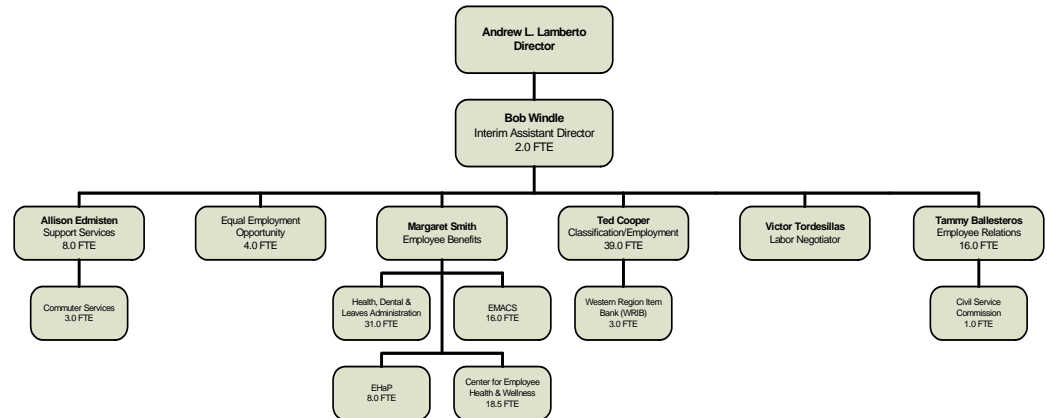 Andrew L. Lamberto
Director
Bob Windle
Interim Assistant Director
2.0 FTE
Allison Edmisten
Support Services
8.0 FTE
Equal Employment
Opportunity
4.0 FTE
Margaret Smith
Employee Benefits
Ted Cooper
Classification/Employment
39.0 FTE
Victor Tordesillas
Labor Negotiator
Tammy Ballesteros
Employee Relations
16.0 FTE
Commuter Services
3.0 FTE
Health, Dental &
Leaves Administration
31.0 FTE
EMACS
16.0 FTE
Western Region Item
Bank (WRIB)
3.0 FTE
Civil Service
Commission
1.0 FTE
EHaP
8.0 FTE
Center for Employee
Health & Wellness
18.5 FTE